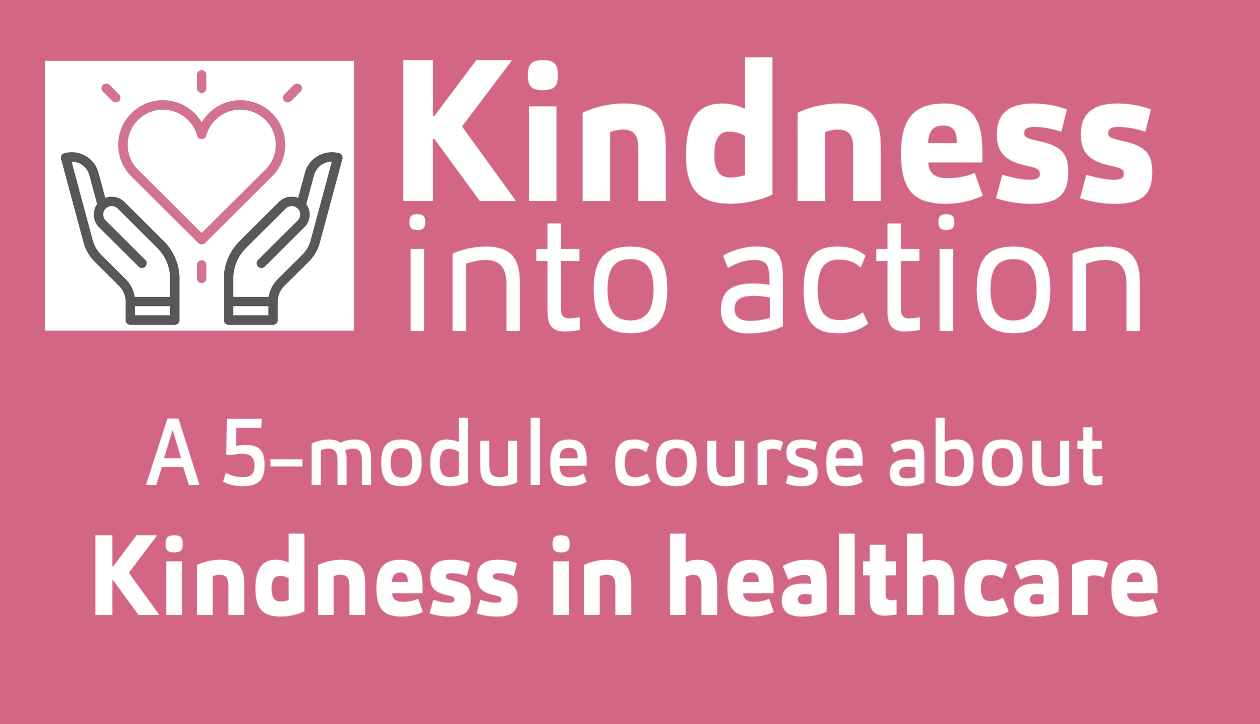 Kindness
into action
A 5-module course about
Kindness in healthcare